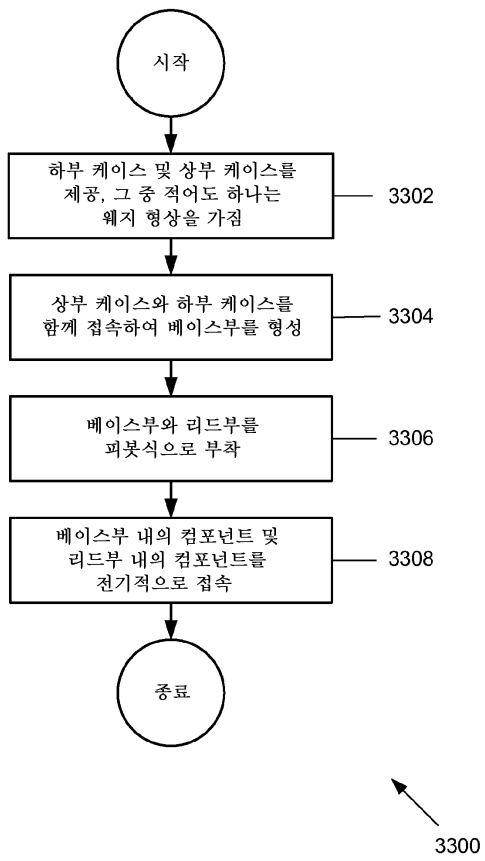 시작
하부 케이스 및 상부 케이스를
제공, 그 중 적어도 하나는
웨지 형상을 가짐
3302
상부 케이스와 하부 케이스를
함께 접속하여 베이스부를 형성
3304
베이스부와 리드부를
피봇식으로 부착
3306
베이스부 내의 컴포넌트 및
리드부 내의 컴포넌트를
전기적으로 접속
3308
종료
3300